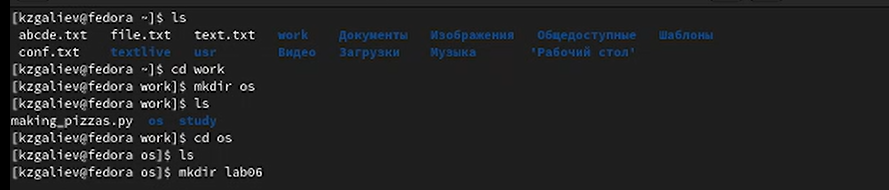 [kzgaliev@fedora ~]$ ls
abcde.txt file.txt text.txt work Документы Изображения Общедоступные Шаблоны
conf.txt textlive usr Видео Загрузки Музыка 'Рабочий стол'
[kzgaliev@fedora ~]$ cd work
[kzgaliev@fedora work]$ mkdir os
[kzgaliev@fedora work]$ ls
making_pizzas.py os study
[kzgaliev@fedora work]$ cd os
[kzgaliev@fedora os]$ ls
[kzgaliev@fedora os]$ mkdir lab06